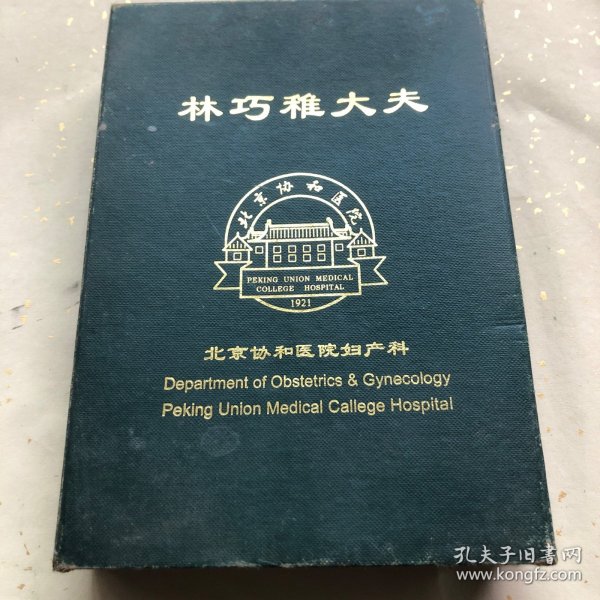 林巧稚大夫
北京协和医院
PEKING UNION MEDICAL
COLLEGE HOSPITAL
1921
北京协和医院妇产科
Department of Obstetrics & Gynecology
Peking Union Medical Callege Hospital
孔夫子旧书网
www.kongfz.com